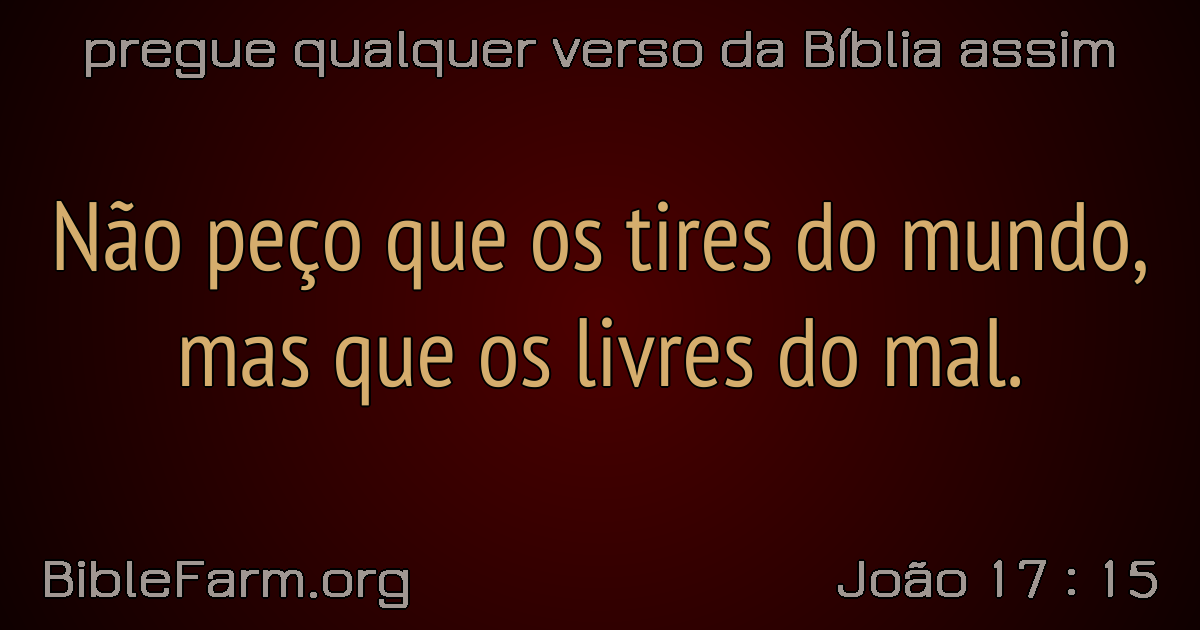 pregue qualquer verso da Bíblia assim
Não peço que os tires do mundo,
mas que os livres do mal.
BibleFarm.org
João 17 : 15